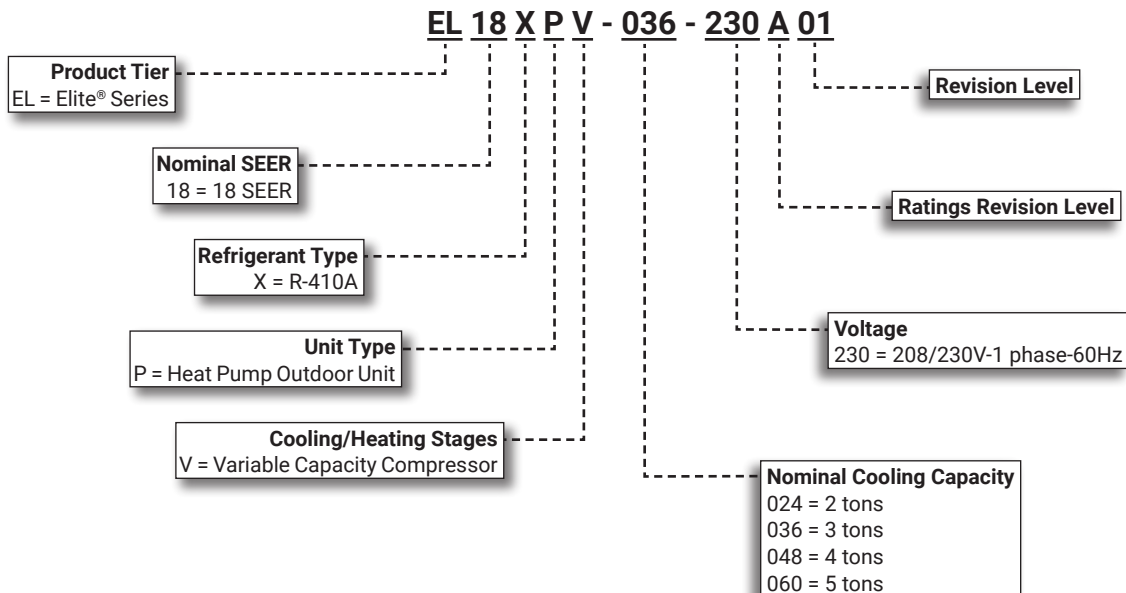 EL 18 X P V - 036 - 230 A 01
Product Tier
EL = Elite® Series
Revision Level
Nominal SEER
18 = 18 SEER
Ratings Revision Level
Refrigerant Type
X = R-410A
Unit Type
P = Heat Pump Outdoor Unit
Voltage
230 = 208/230V-1 phase-60Hz
Cooling/Heating Stages
V = Variable Capacity Compressor
Nominal Cooling Capacity
024 = 2 tons
036 = 3 tons
048 = 4 tons
060 = 5 tons